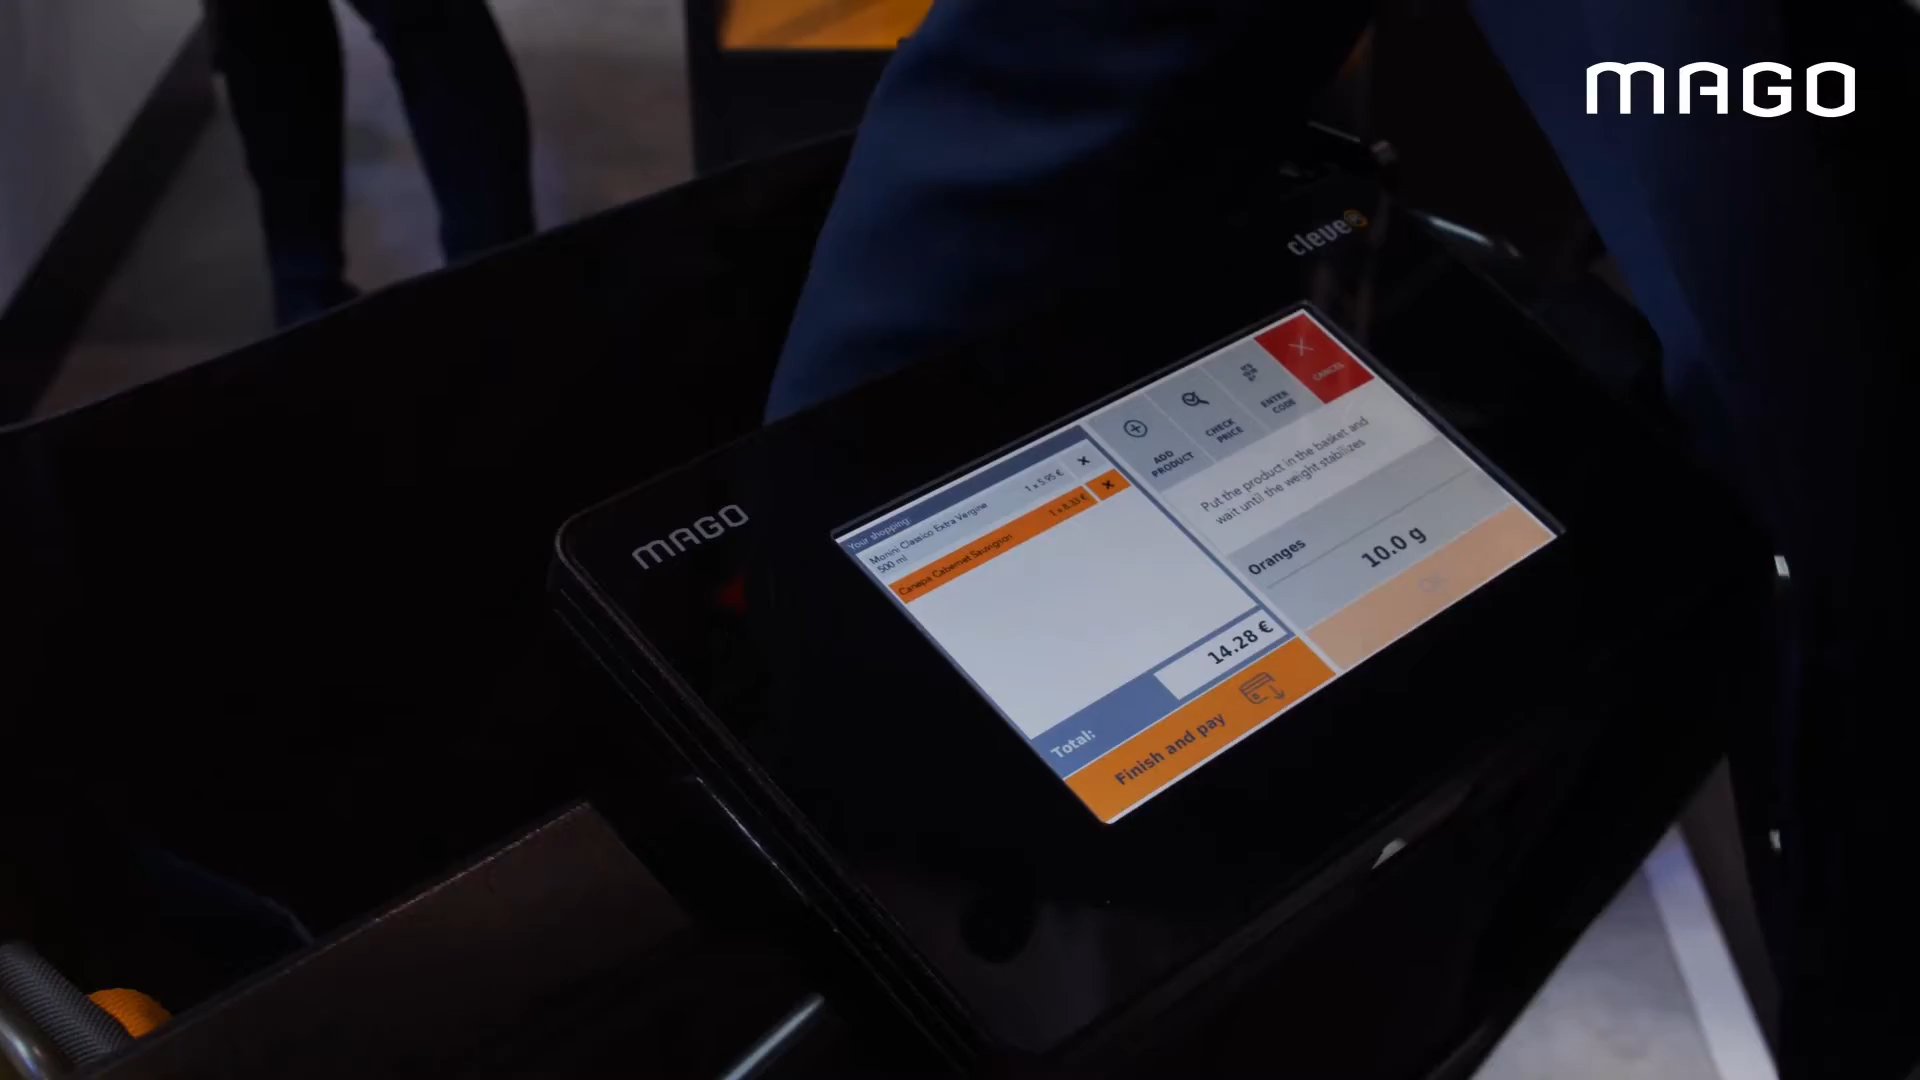 MAGO
cleve
MAGO
CANCEL
ENTER
CODE
CHECK
PRICE
ADD
PRODUCT
Your shopping:
Monini Classico Extra Vergine
500 ml
1 x 5.95 €
Canepa Cabernet Sauvignon
1 x 8.33 €
Put the product in the basket and
wait until the weight stabilizes
Oranges
10.0 g
OK
Total:
14.28 €
Finish and pay